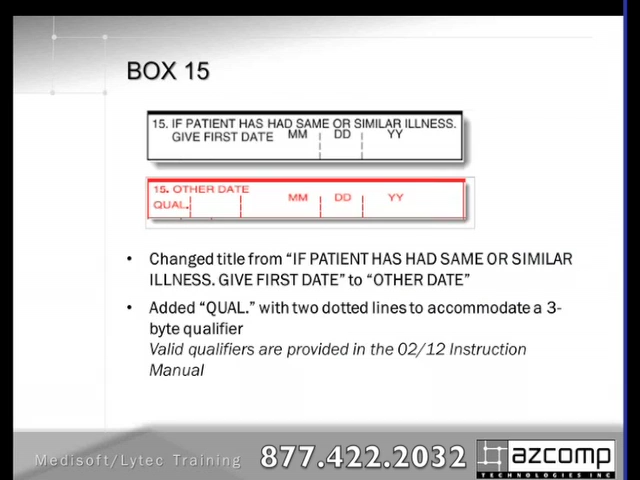 BOX 15
15. IF PATIENT HAS HAD SAME OR SIMILAR ILLNESS.
GIVE FIRST DATE MM DD YY
15. OTHER DATE
QUAL. MM DD YY
• Changed title from “IF PATIENT HAS HAD SAME OR SIMILAR
ILLNESS. GIVE FIRST DATE” to “OTHER DATE”
• Added “QUAL.” with two dotted lines to accommodate a 3-
byte qualifier
Valid qualifiers are provided in the 02/12 Instruction
Manual
Medisoft/Lytec Training 877.422.2032 azcomp
TECHNOLOGIES INC